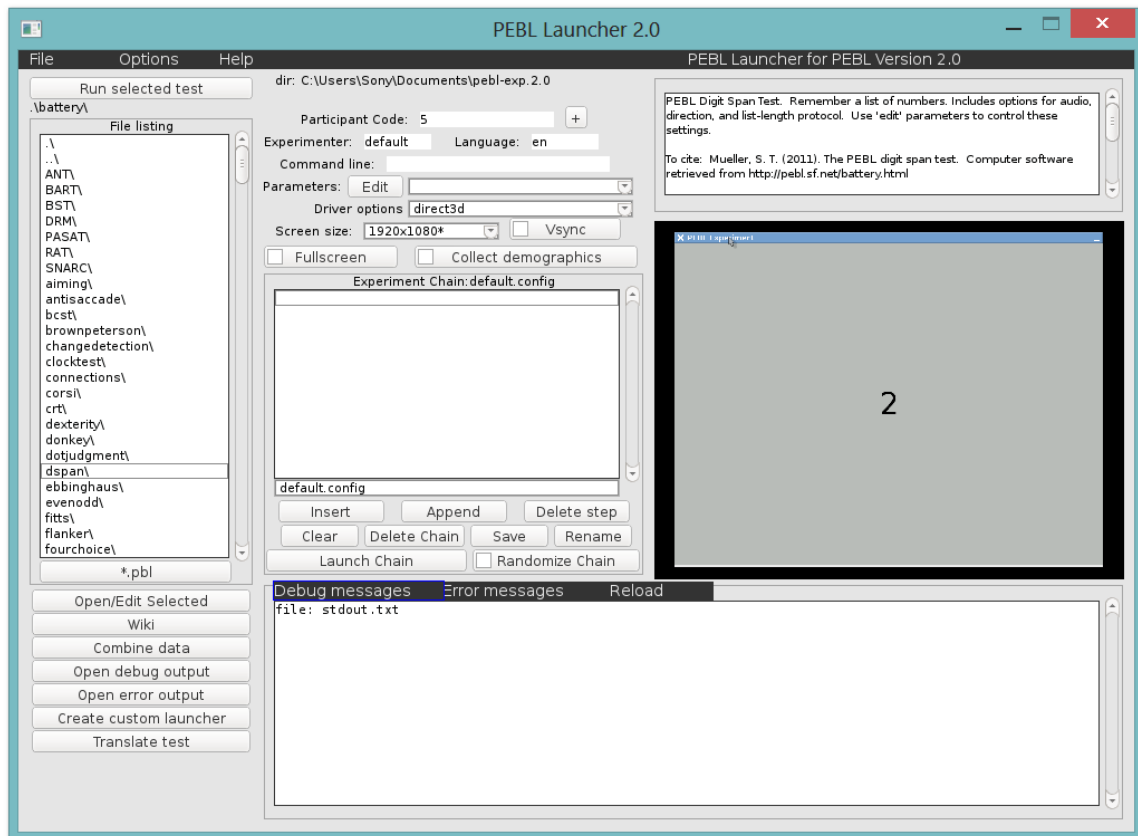 PEBL Launcher 2.0
File Options Help PEBL Launcher for PEBL Version 2.0
Run selected test
.\battery\
File listing
.\
..\
ANT\
BART\
BST\
DRM\
PASAT\
RAT\
SNARC\
aiming\
antisaccade\
bcst\
brownpeterson\
changedetection\
clocktest\
connections\
corsi\
crt\
dexterity\
donkey\
dotjudgment\
dspan\
ebbinghaus\
evenodd\
fitts\
flanker\
fourchoice\
*.pbl
Open/Edit Selected
Wiki
Combine data
Open debug output
Open error output
Create custom launcher
Translate test
dir: C:\Users\Sony\Documents\pebl-exp.2.0
Participant Code: 5 +
Experimenter: default Language: en
Command line:
Parameters: Edit
Driver options direct3d
Screen size: 1920x1080* Vsync
Fullscreen Collect demographics
Experiment Chain:default.config
default.config
Insert Append Delete step
Clear Delete Chain Save Rename
Launch Chain Randomize Chain
PEBL Digit Span Test. Remember a list of numbers. Includes options for audio,
direction, and list-length protocol. Use 'edit' parameters to control these
settings.
To cite: Mueller, S. T. (2011). The PEBL digit span test. Computer software
retrieved from http://pebl.sf.net/battery.html
PEBL Experiment
2
Debug messages Error messages Reload
file: stdout.txt